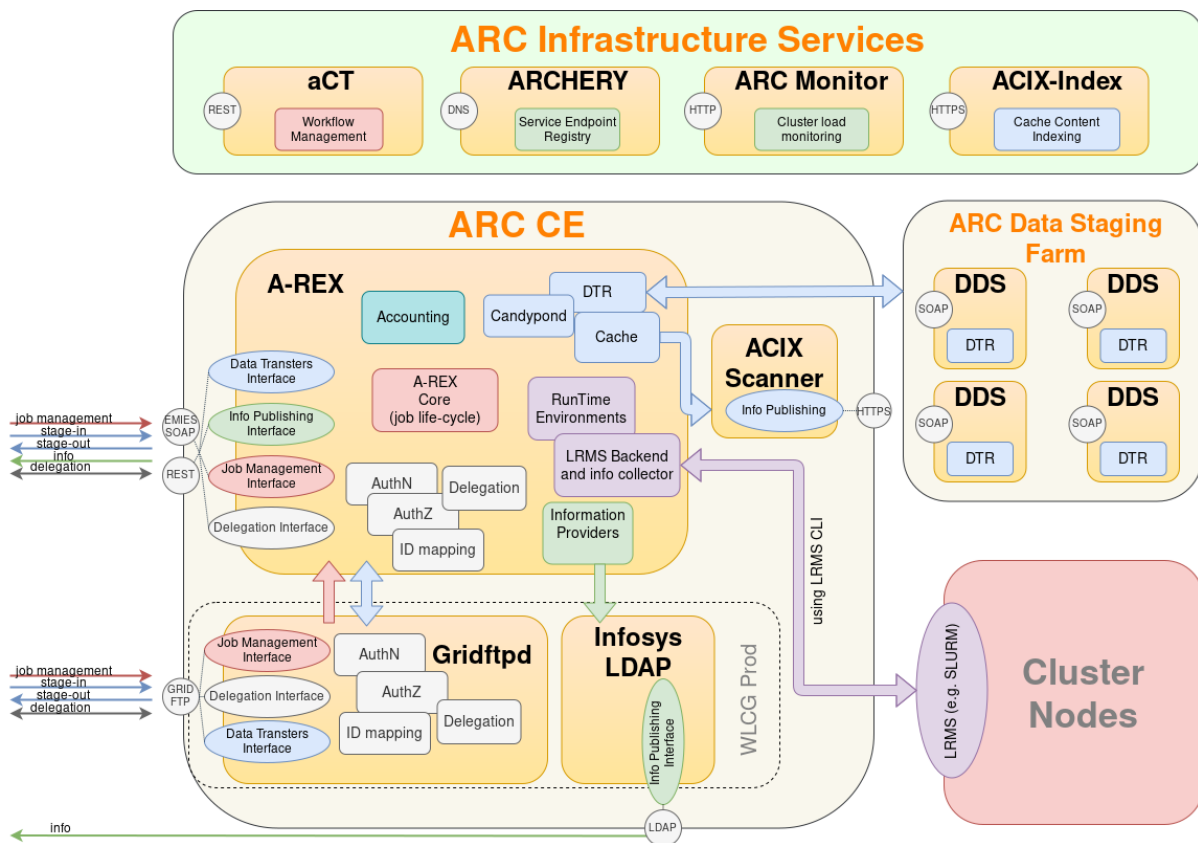 ARC Infrastructure Services
aCT
REST
Workflow
Management
ARCHERY
DNS
Service Endpoint
Registry
ARC Monitor
HTTP
Cluster load
monitoring
ACIX-Index
HTTPS
Cache Content
Indexing
ARC CE
A-REX
Accounting
DTR
Candypond
Cache
Data Transters
Interface
Info Publishing
Interface
Job Management
Interface
Delegation Interface
A-REX
Core
(job life-cycle)
RunTime
Environments
LRMS Backend
and info collector
AuthN
Delegation
AuthZ
ID mapping
Information
Providers
ACIX
Scanner
Info Publishing
HTTPS
job management
stage-in
stage-out
info
delegation
EMIES
SOAP
REST
Gridftpd
Job Management
Interface
Delegation Interface
Data Transters
Interface
AuthN
AuthZ
Delegation
ID mapping
Infosys
LDAP
Info Publishing
Interface
WLCG Prod
job management
stage-in
stage-out
delegation
GRID
FTP
info
LDAP
using LRMS CLI
ARC Data Staging
Farm
DDS
SOAP
DTR
DDS
SOAP
DTR
DDS
SOAP
DTR
DDS
SOAP
DTR
LRMS (e.g. SLURM)
Cluster
Nodes